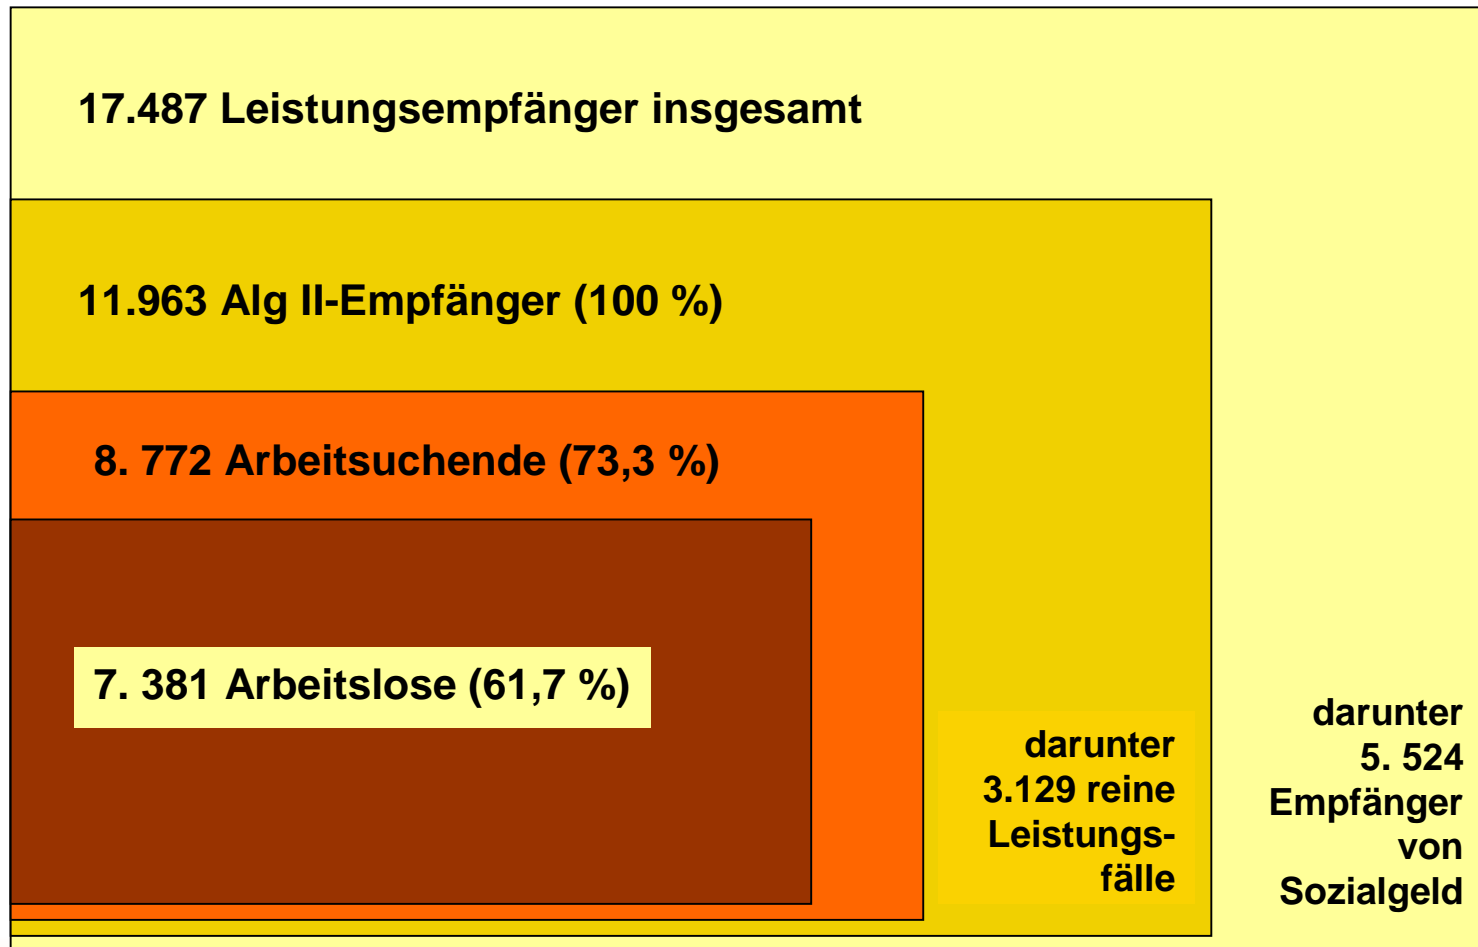 17.487 Leistungsempfänger insgesamt
11.963 Alg II-Empfänger (100 %)
8. 772 Arbeitsuchende (73,3 %)
7. 381 Arbeitslose (61,7 %)
darunter
3.129 reine
Leistungs-
fälle
darunter
5. 524
Empfänger
von
Sozialgeld